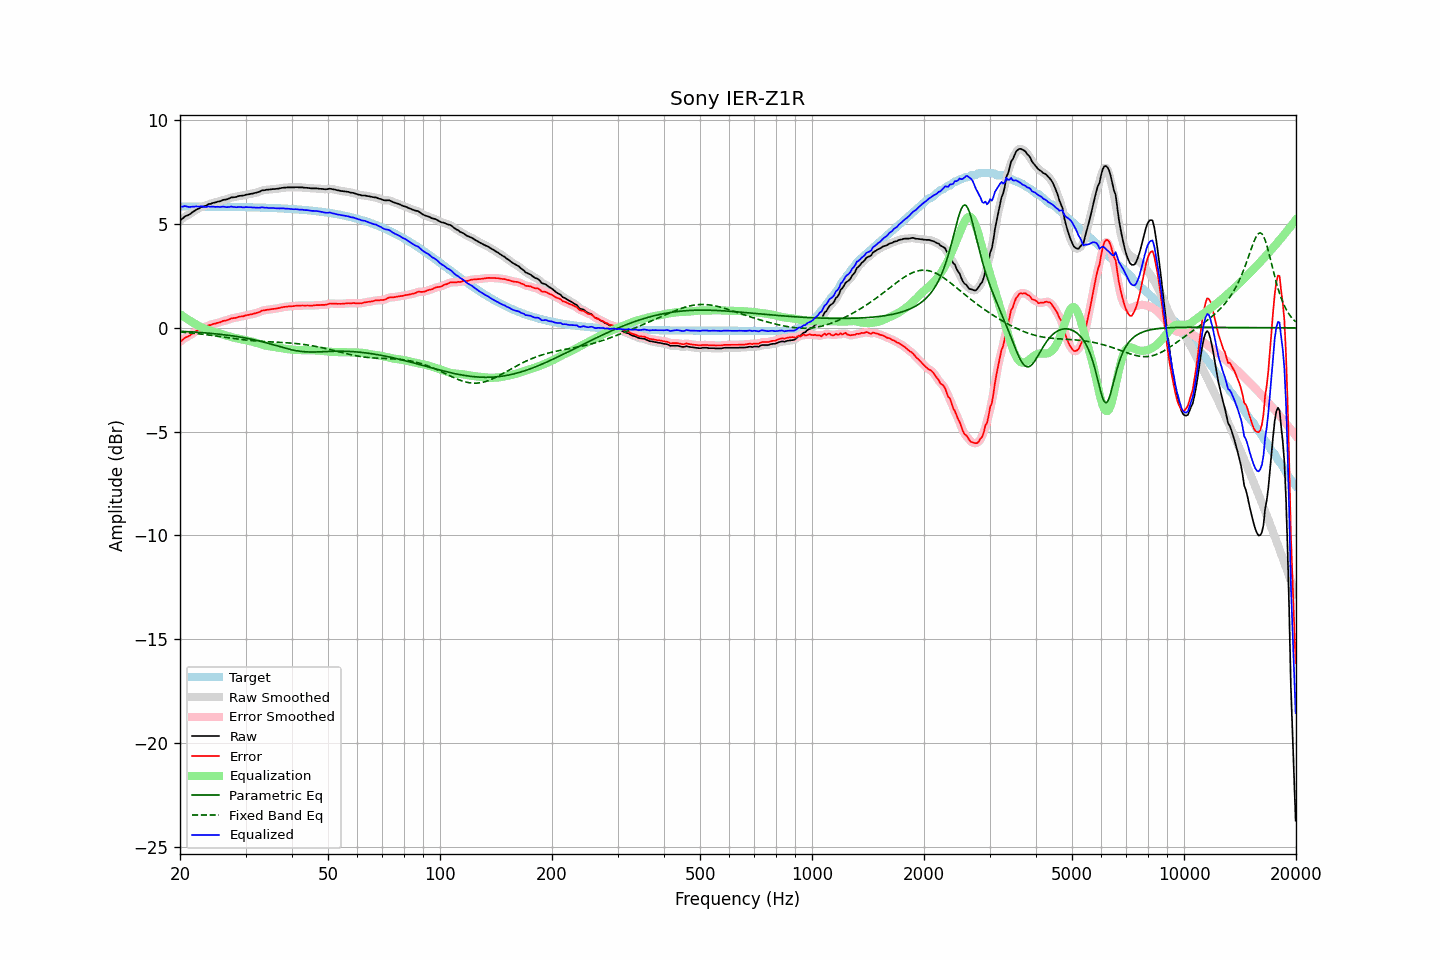 Sony IER-Z1R
10
5
0
−5
−10
−15
−20
−25
Amplitude (dBr)
Target
Raw Smoothed
Error Smoothed
Raw
Error
Equalization
Parametric Eq
Fixed Band Eq
Equalized
20 50 100 200 500 1000 2000 5000 10000 20000
Frequency (Hz)